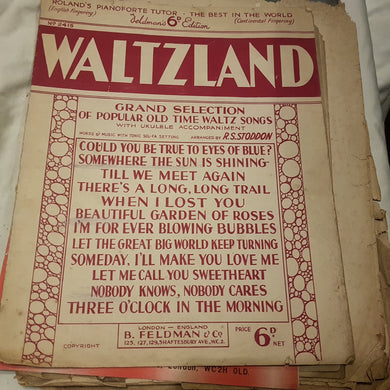 ROLAND'S PIANOFORTE TUTOR - THE BEST IN THE WORLD
(English Fingering) (Continental Fingering)
Feldman's 6D Edition
No 2415
WALTZLAND
GRAND SELECTION
OF POPULAR OLD TIME WALTZ SONGS
WITH UKULELE ACCOMPANIMENT
WORDS & MUSIC WITH TONIC SOL-FA SETTING ARRANGED BY R.S. STODDON
COULD YOU BE TRUE TO EYES OF BLUE?
SOMEWHERE THE SUN IS SHINING
TILL WE MEET AGAIN
THERE'S A LONG, LONG TRAIL
WHEN I LOST YOU
BEAUTIFUL GARDEN OF ROSES
I'M FOR EVER BLOWING BUBBLES
LET THE GREAT BIG WORLD KEEP TURNING
SOMEDAY, I'LL MAKE YOU LOVE ME
LET ME CALL YOU SWEETHEART
NOBODY KNOWS, NOBODY CARES
THREE O'CLOCK IN THE MORNING
LONDON - ENGLAND
B. FELDMAN & Co
125, 127, 129, SHAFTESBURY AVE., W.C.2.
PRICE 6D NET
COPYRIGHT
London, WC2H OLD